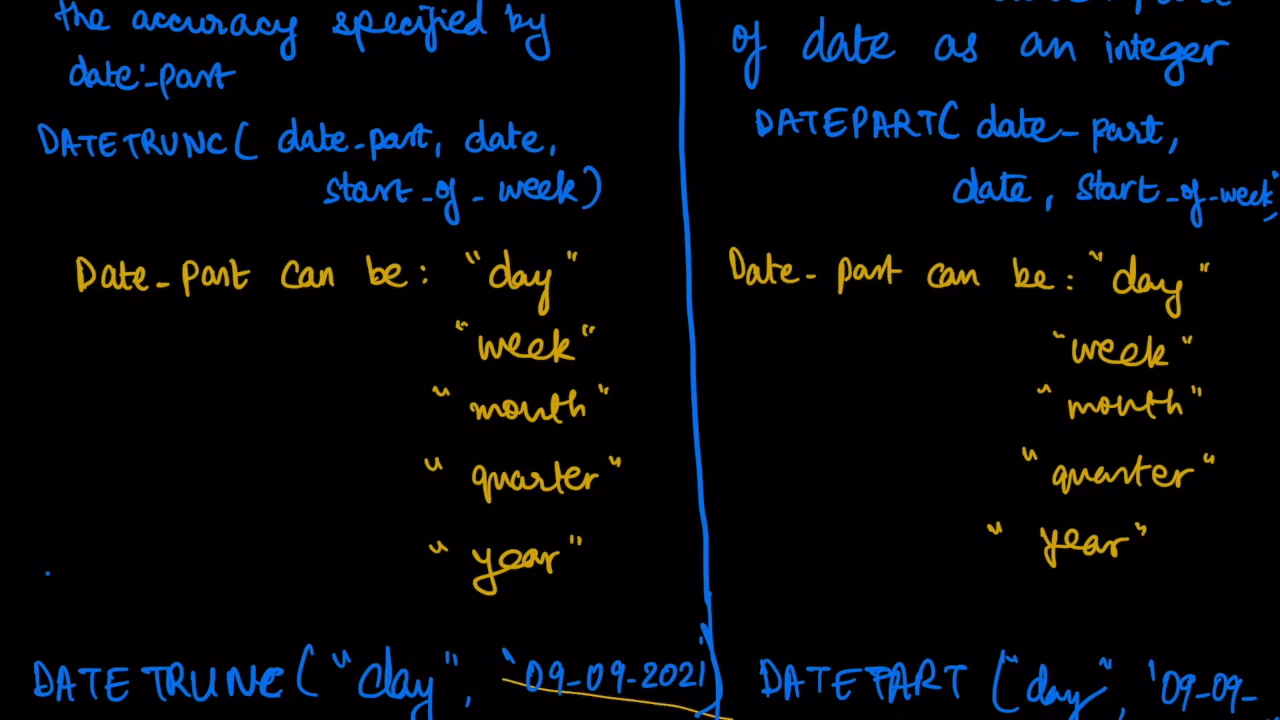 the accuracy specified by
date-part
DATETRUNC( date-part, date,
start-of-week)
Date-part can be: "day"
"week"
"month"
"quarter"
"year"
DATETRUNC("day", '09-09-2021')
of date as an integer
DATEPART( date-part,
date, start-of-week)
Date-part can be: "day"
"week"
"month"
"quarter"
"year"
DATEPART ("day", '09-09-